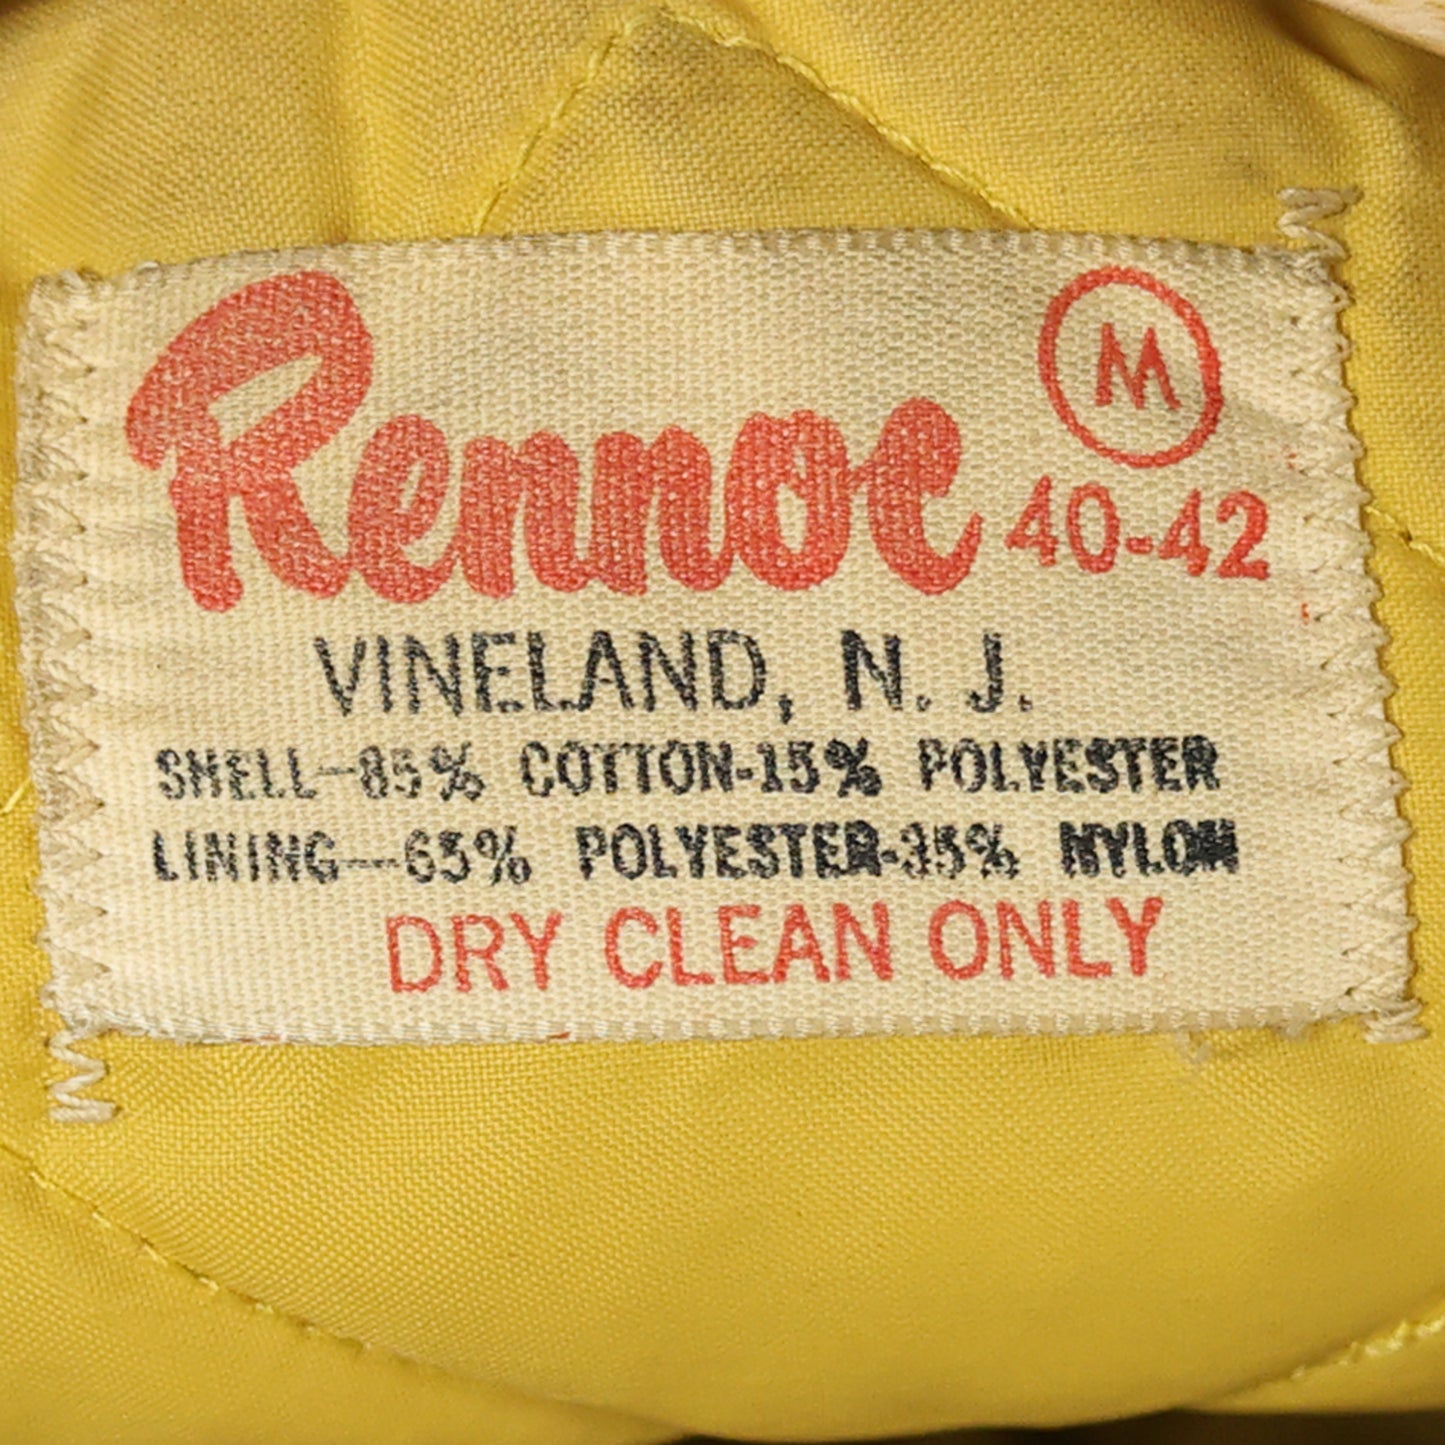 Rennoc
M
40-42
VINELAND, N. J.
SHELL-85% COTTON-15% POLYESTER
LINING--65% POLYESTER-35% NYLON
DRY CLEAN ONLY